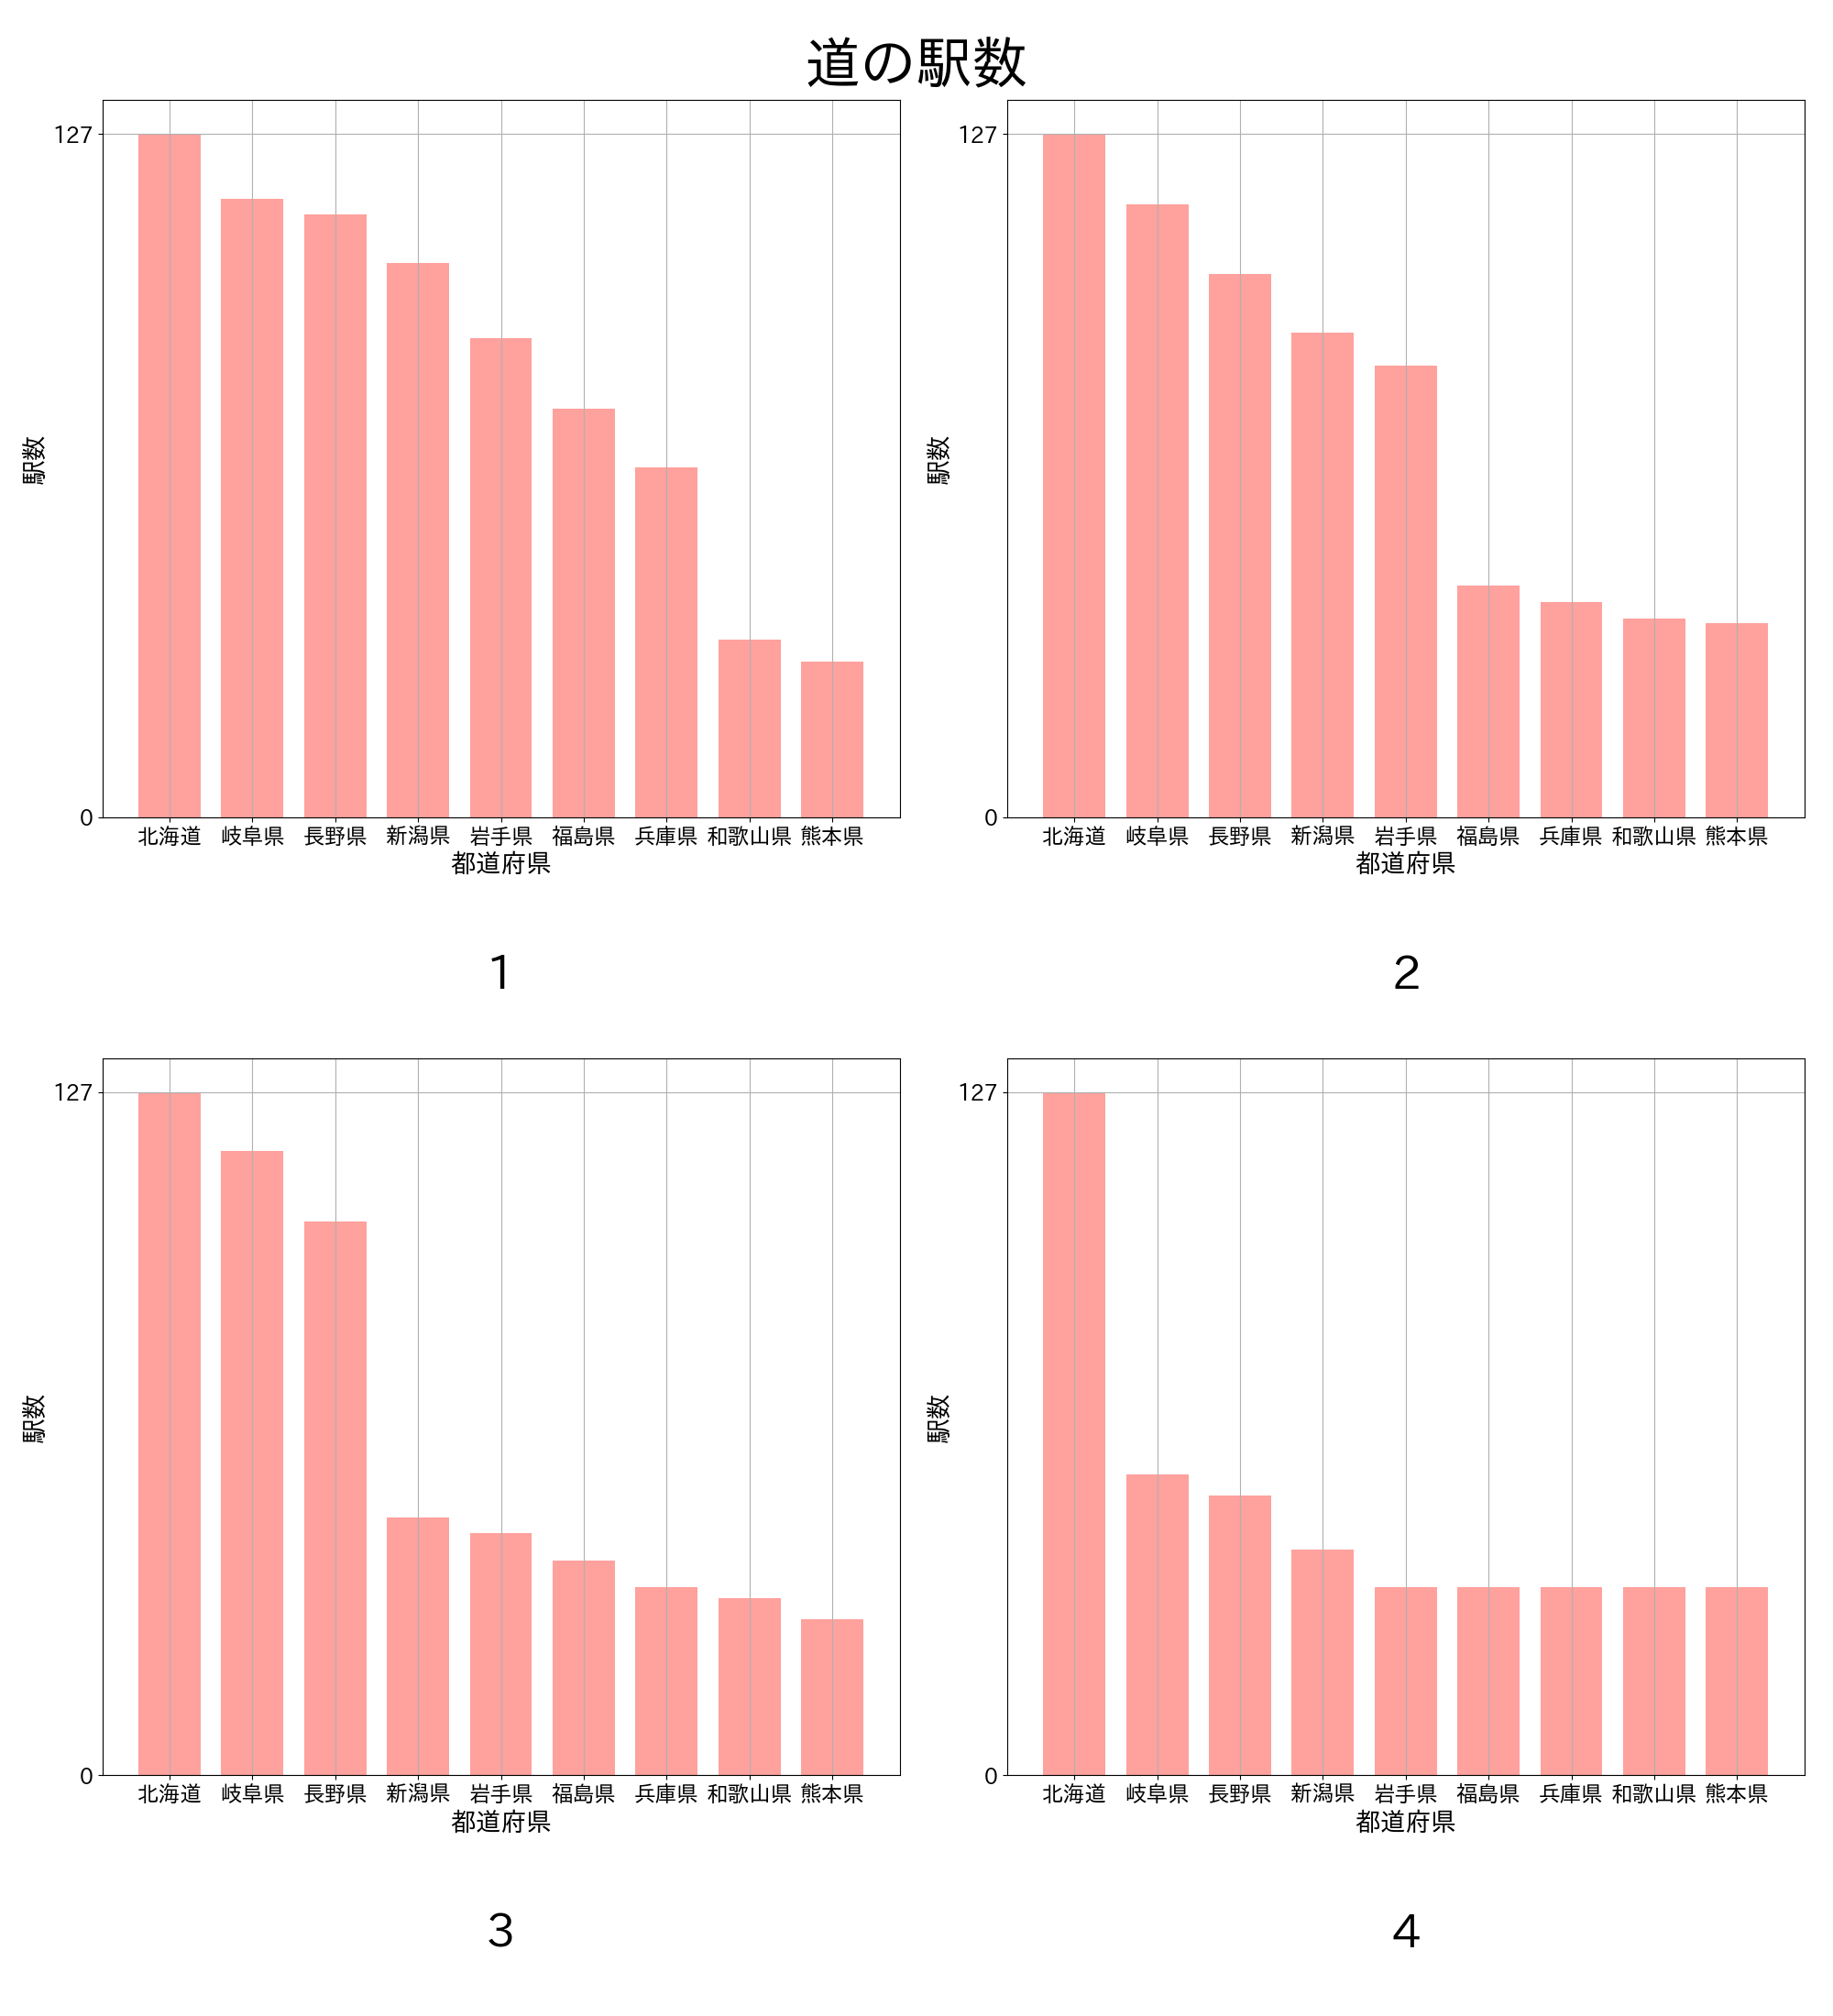 道の駅数
127
0
駅数
北海道 岐阜県 長野県 新潟県 岩手県 福島県 兵庫県 和歌山県 熊本県
都道府県
1
127
0
駅数
北海道 岐阜県 長野県 新潟県 岩手県 福島県 兵庫県 和歌山県 熊本県
都道府県
2
127
0
駅数
北海道 岐阜県 長野県 新潟県 岩手県 福島県 兵庫県 和歌山県 熊本県
都道府県
3
127
0
駅数
北海道 岐阜県 長野県 新潟県 岩手県 福島県 兵庫県 和歌山県 熊本県
都道府県
4